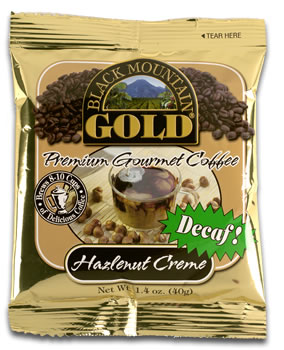 ◄ TEAR HERE
BLACK MOUNTAIN
GOLD®
Premium Gourmet Coffee
Brews 8-10 Cups
of Delicious Coffee
Decaf!
Hazlenut Creme
Net Wt. 1.4 oz. (40g)